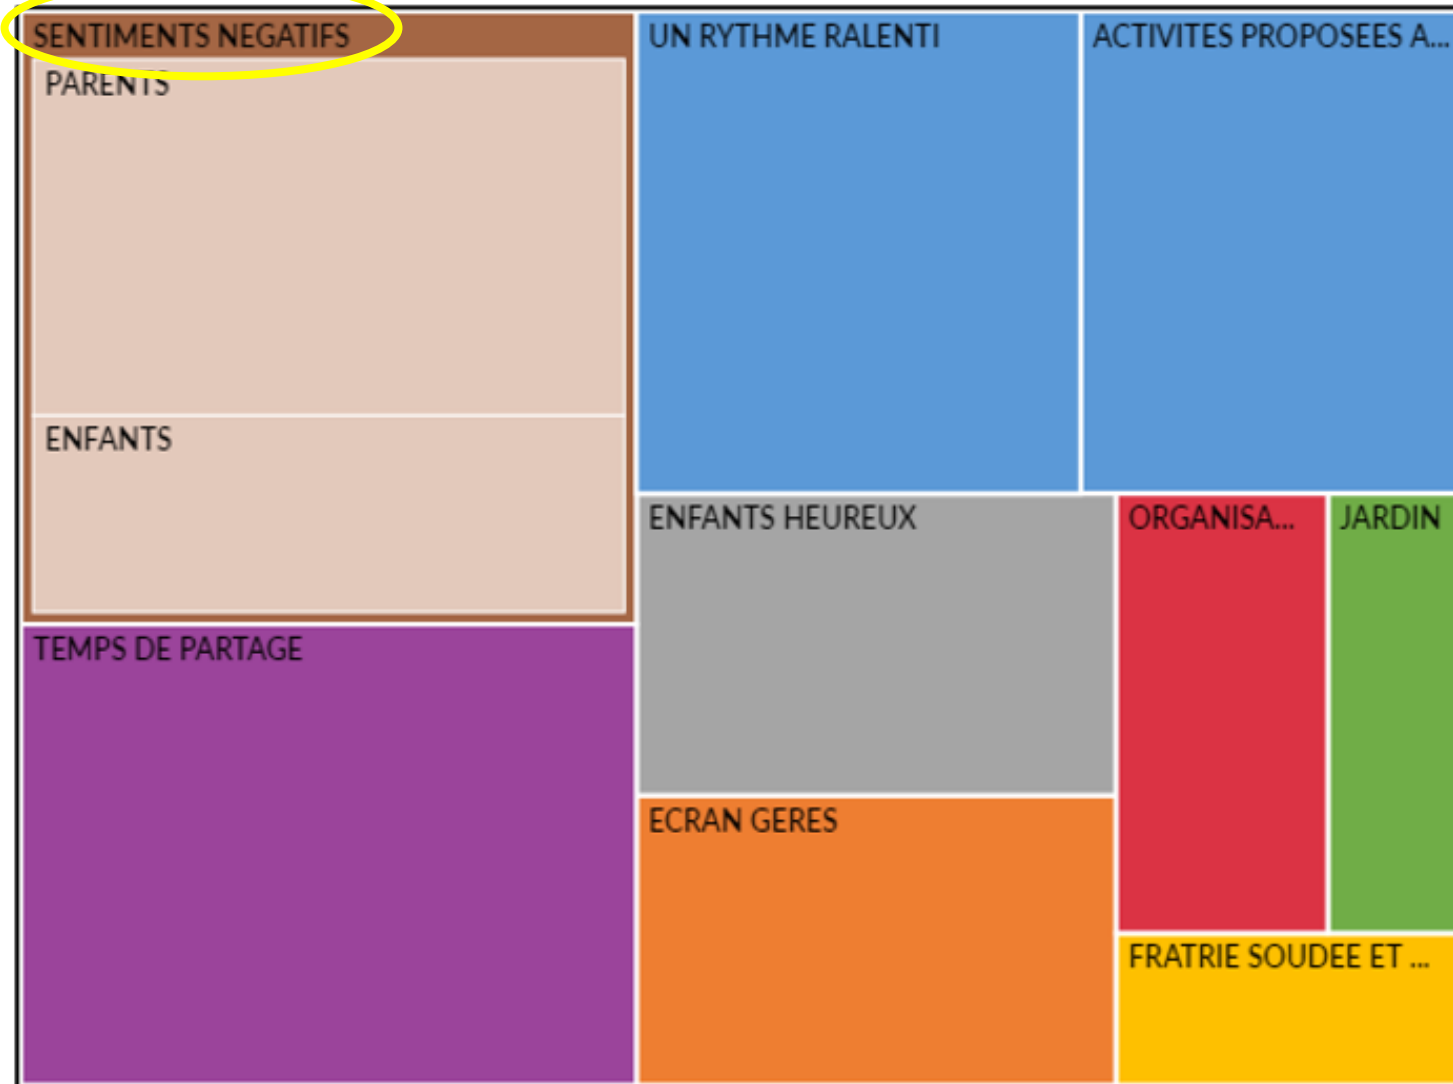 SENTIMENTS NEGATIFS
PARENTS
ENFANTS
TEMPS DE PARTAGE
UN RYTHME RALENTI
ACTIVITES PROPOSEES A...
ENFANTS HEUREUX
ORGANISA...
JARDIN
ECRAN GERES
FRATRIE SOUDEE ET ...